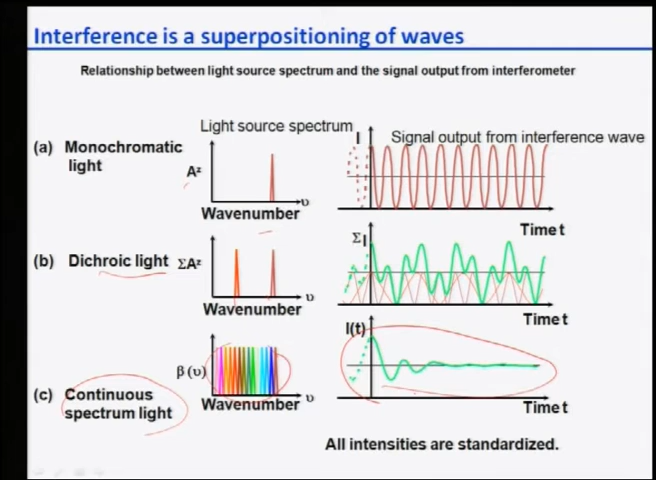 Interference is a superpositioning of waves
Relationship between light source spectrum and the signal output from interferometer
Light source spectrum
Signal output from interference wave
(a) Monochromatic
light
A²
υ
Wavenumber
I
Time t
(b) Dichroic light
ΣA²
υ
Wavenumber
ΣI
Time t
(c) Continuous
spectrum light
β (υ)
υ
Wavenumber
I(t)
Time t
All intensities are standardized.